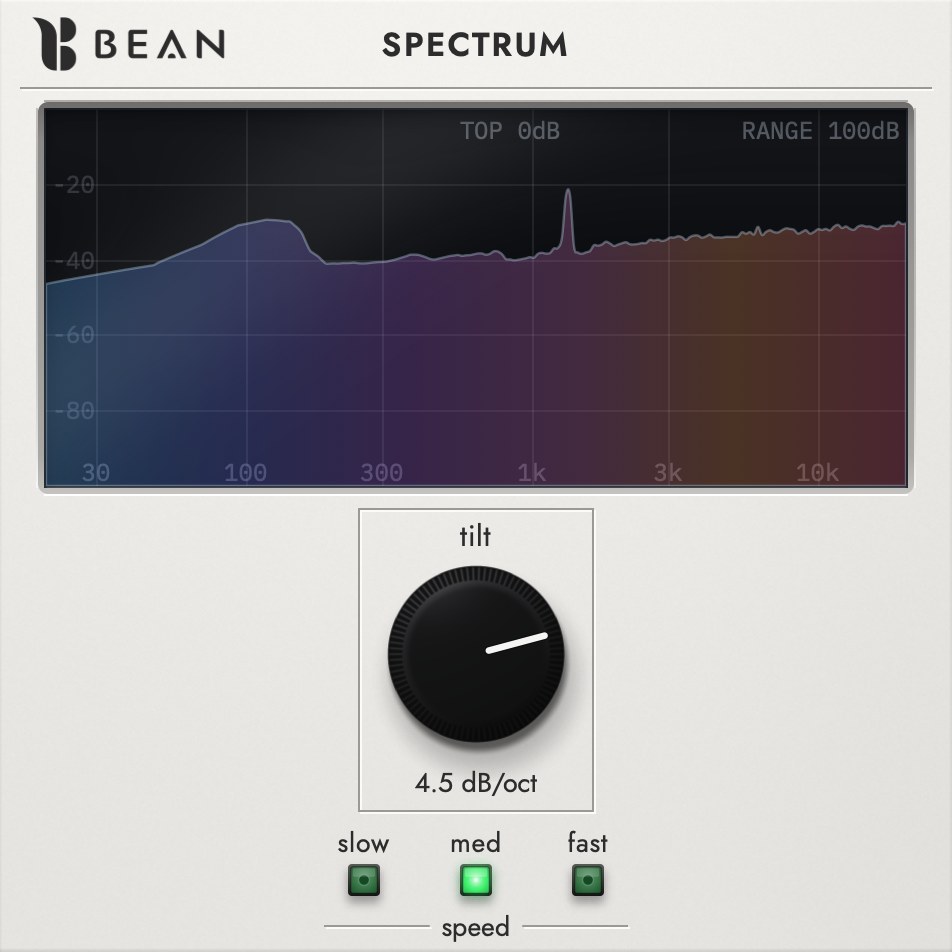 BEAN
SPECTRUM
TOP 0dB
RANGE 100dB
-20
-40
-60
-80
30 100 300 1k 3k 10k
tilt
4.5 dB/oct
slow med fast
speed